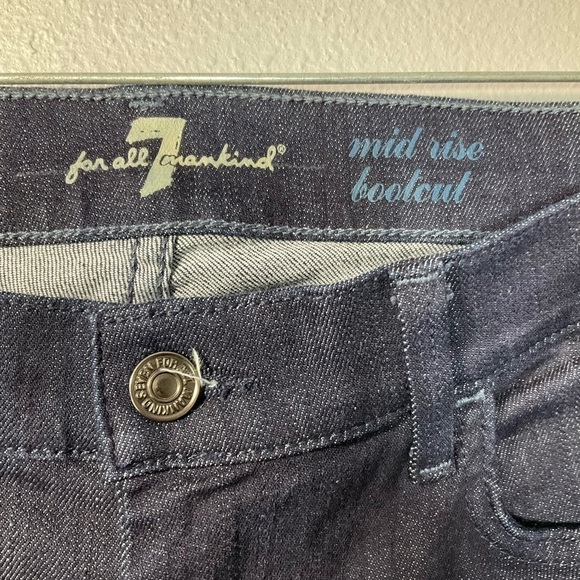 7
for all mankind®
mid rise
bootcut
SEVEN FOR ALL MANKIND